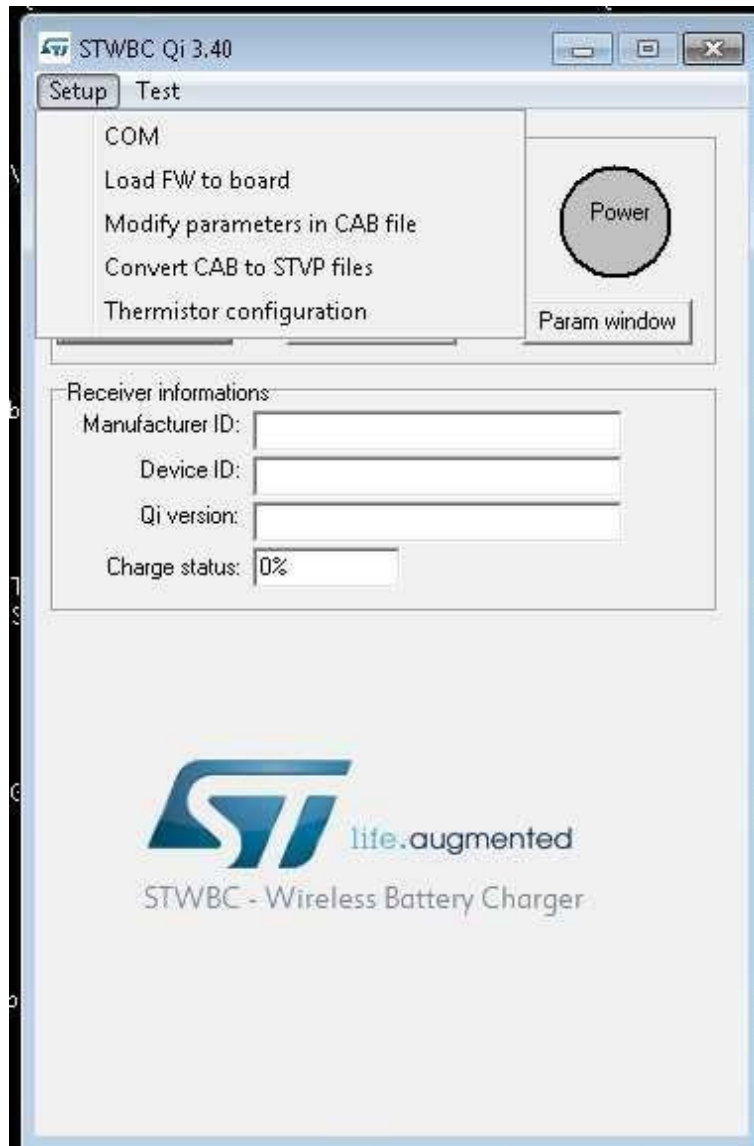 STWBC Qi 3.40
Setup Test
COM
Load FW to board
Modify parameters in CAB file
Convert CAB to STVP files
Thermistor configuration
Power
Param window
Receiver informations
Manufacturer ID:
Device ID:
Qi version:
Charge status: 0%
ST
life.augmented
STWBC - Wireless Battery Charger